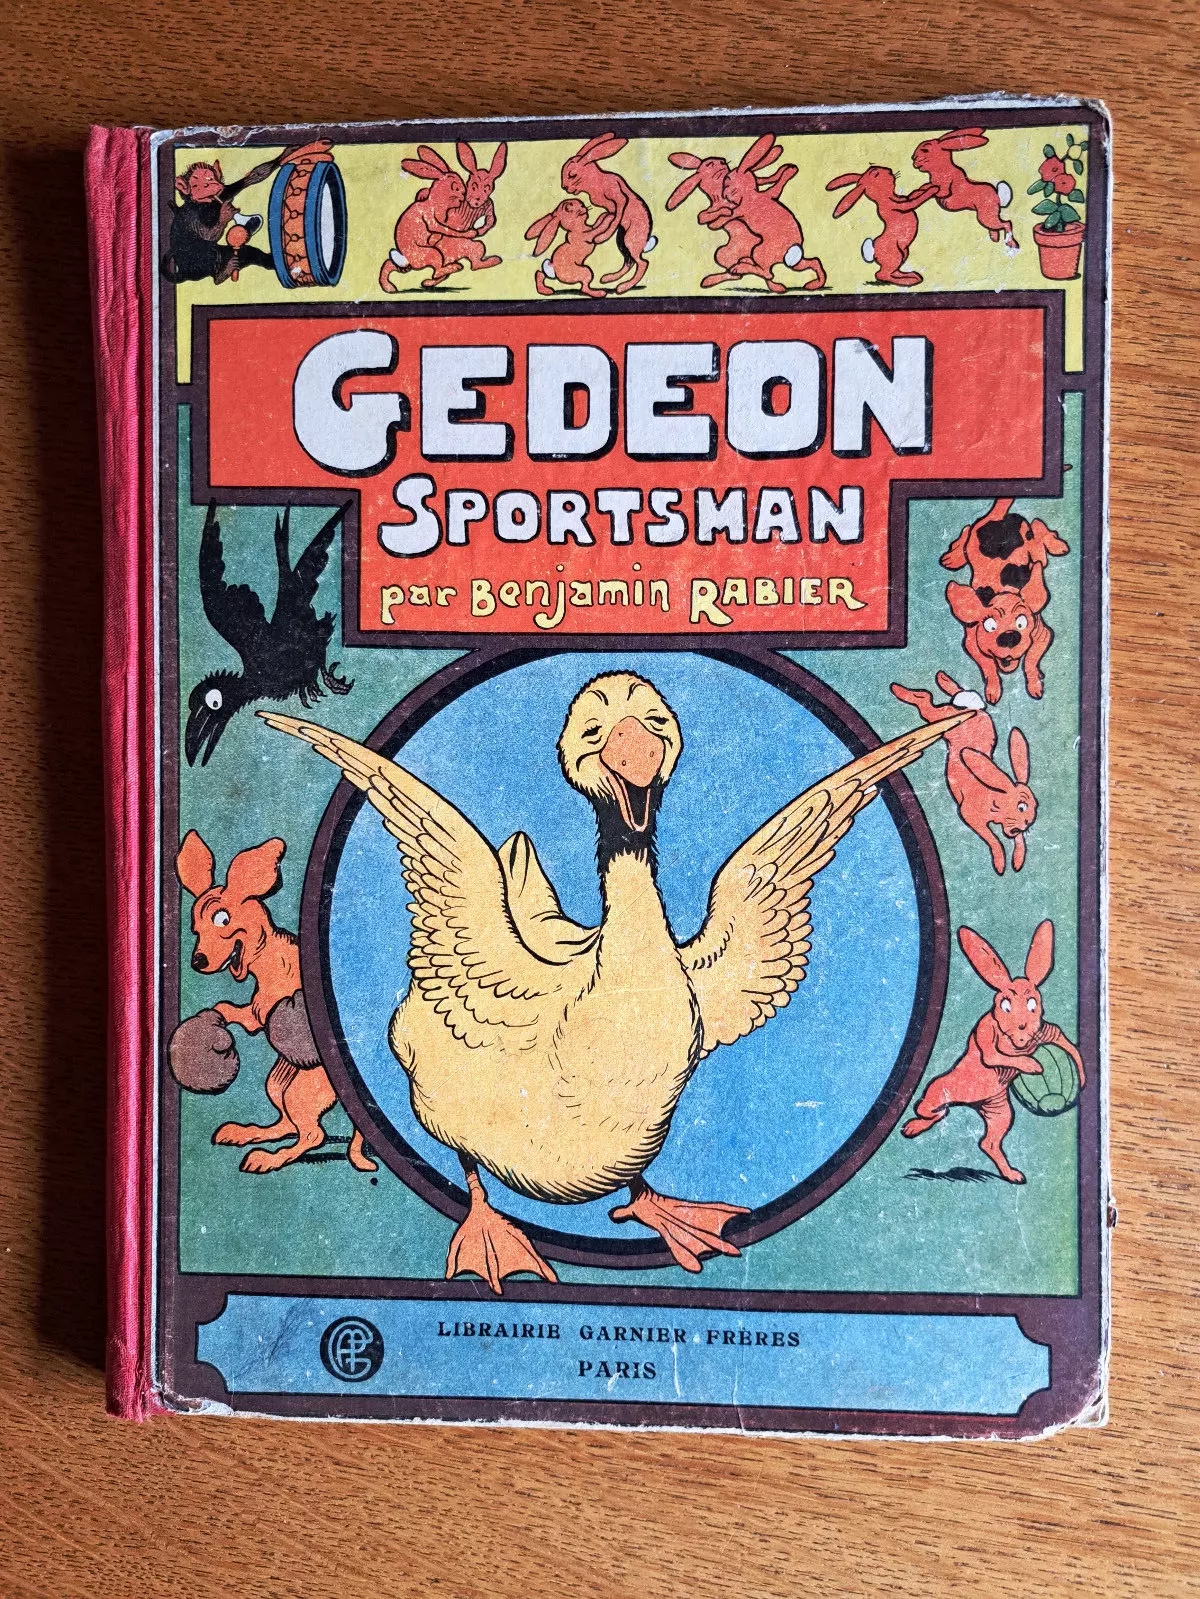 GEDEON
SPORTSMAN
par Benjamin RABIER
LIBRAIRIE GARNIER FRÈRES
PARIS